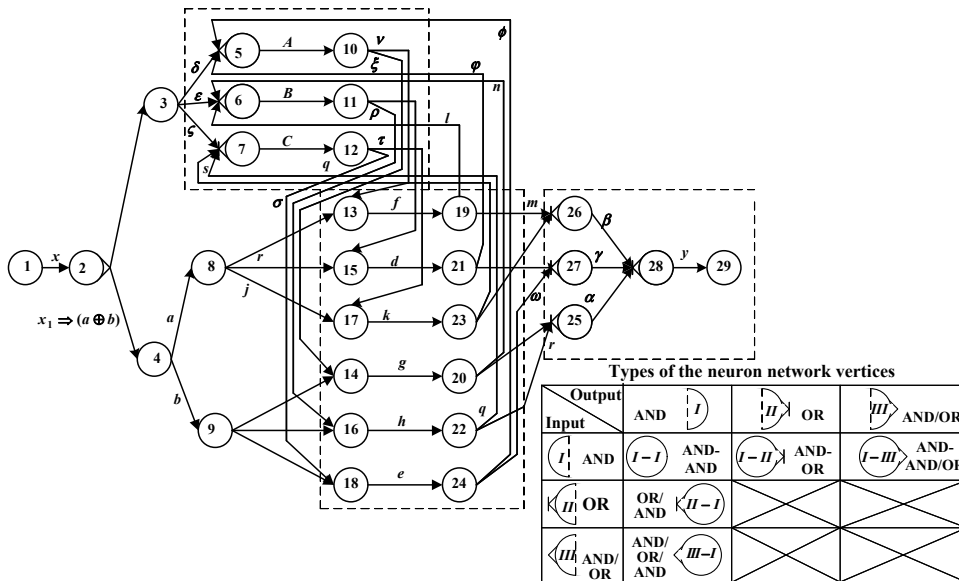 ϕ
5 A 10 ν
ξ
δ φ
n
3 ε 6 B 11 ρ
l
ς 7 C 12 τ
s q
σ
13 f 19 m 26 β
1 x 2 8 r 15 d 21 27 γ 28 y 29
j ω α
17 k 23 25
x₁ ⇒ (a ⊕ b) a
4 r
14 g 20
b
9 16 h 22 q
18 e 24
Types of the neuron network vertices
Output
Input
AND I
II OR
III AND/OR
I AND
I – I AND-AND
I – II AND-OR
I – III AND-AND/OR
II OR
OR/AND II – I
III AND/OR
AND/OR/AND III–I